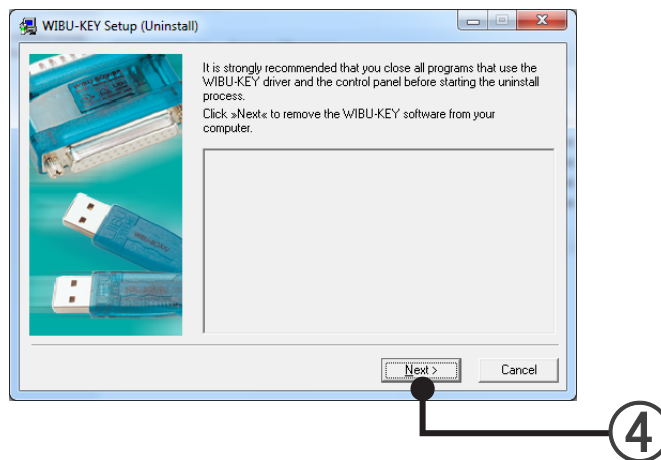 WIBU-KEY Setup (Uninstall)
It is strongly recommended that you close all programs that use the
WIBU-KEY driver and the control panel before starting the uninstall
process.
Click »Next« to remove the WIBU-KEY software from your
computer.
Next >
Cancel
4